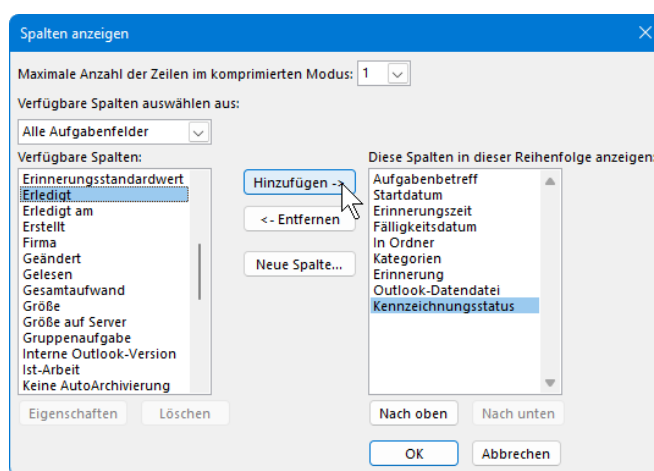 Spalten anzeigen
Maximale Anzahl der Zeilen im komprimierten Modus: 1
Verfügbare Spalten auswählen aus:
Alle Aufgabenfelder
Verfügbare Spalten:
Erinnerungsstandardwert
Erledigt
Erledigt am
Erstellt
Firma
Geändert
Gelesen
Gesamtaufwand
Größe
Größe auf Server
Gruppenaufgabe
Interne Outlook-Version
Ist-Arbeit
Keine AutoArchivierung
Eigenschaften
Löschen
Hinzufügen ->
<- Entfernen
Neue Spalte...
Diese Spalten in dieser Reihenfolge anzeigen:
Aufgabenbetreff
Startdatum
Erinnerungszeit
Fälligkeitsdatum
In Ordner
Kategorien
Erinnerung
Outlook-Datendatei
Kennzeichnungsstatus
Nach oben
Nach unten
OK
Abbrechen